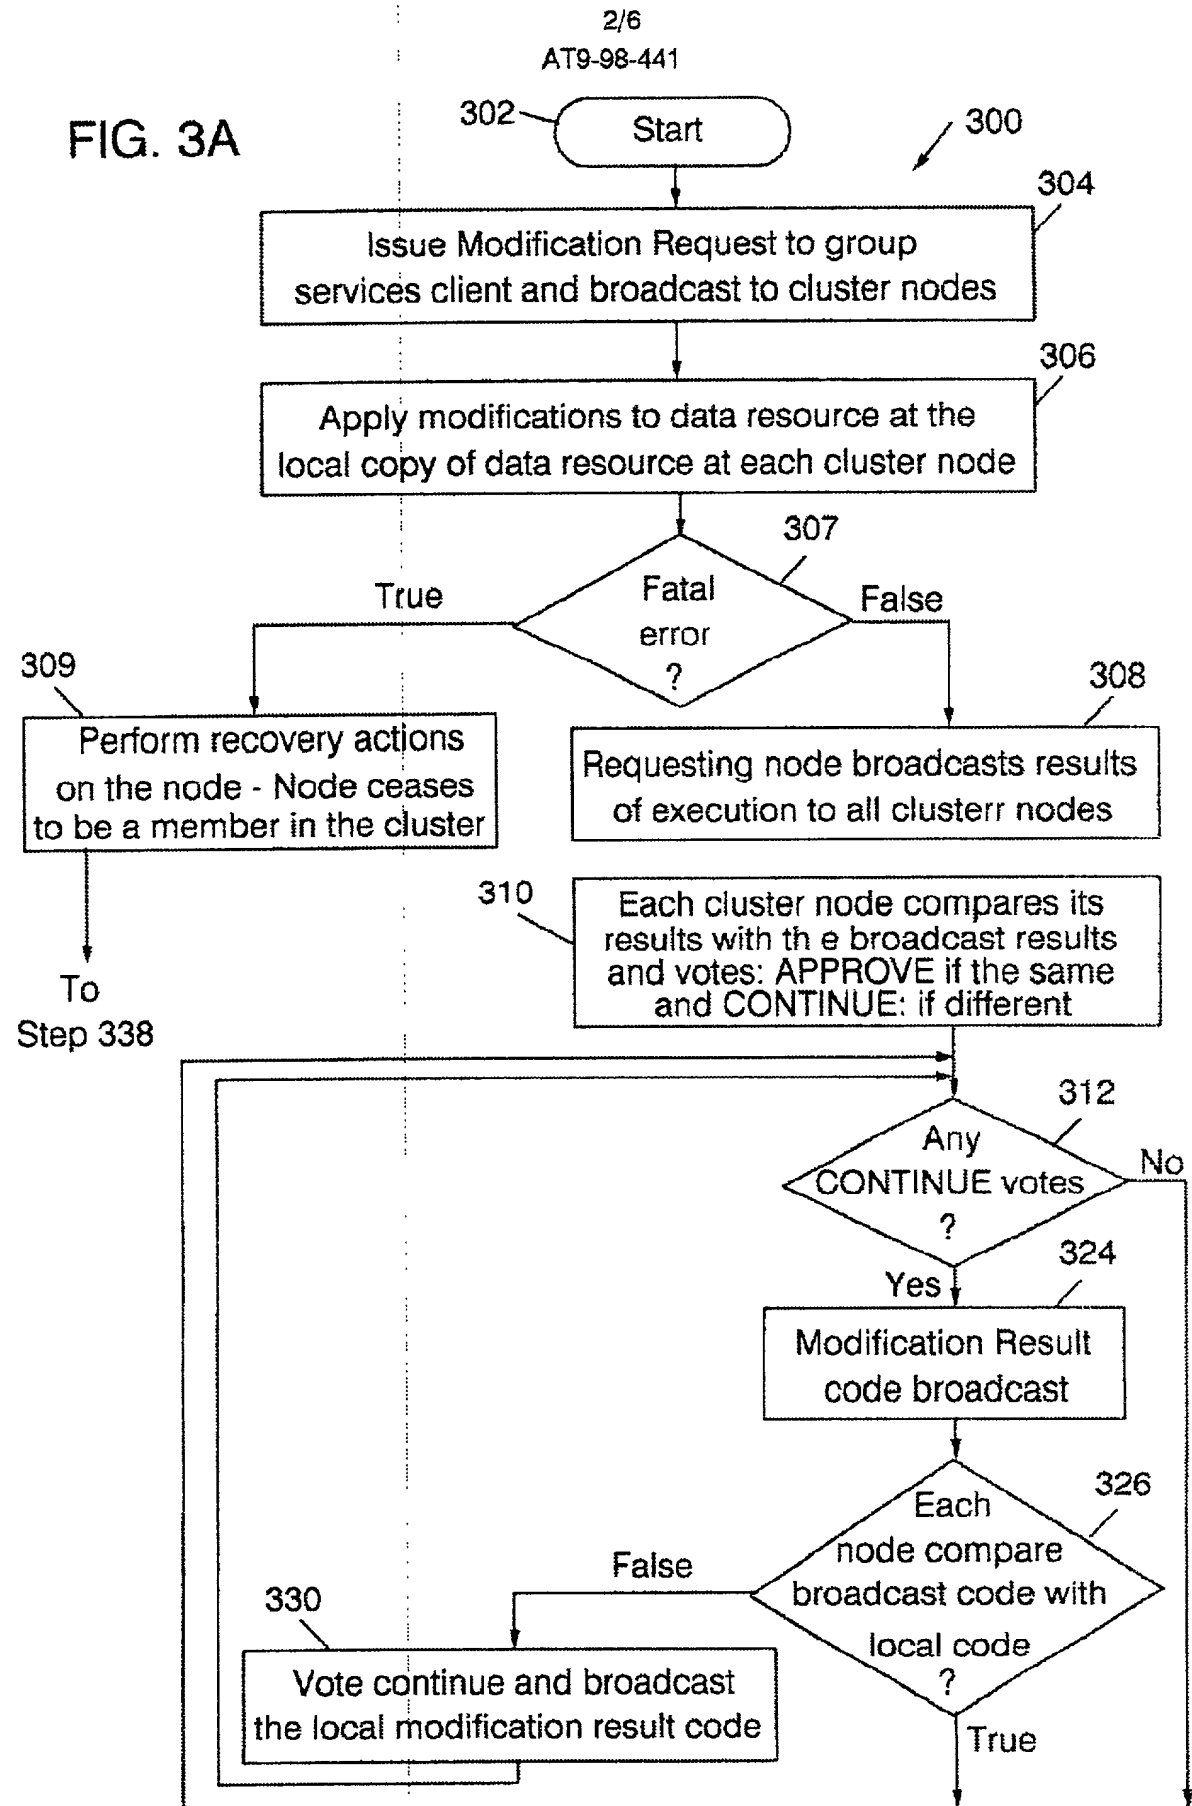 2/6
AT9-98-441
FIG. 3A
302
Start
300
304
Issue Modification Request to group
services client and broadcast to cluster nodes
306
Apply modifications to data resource at the
local copy of data resource at each cluster node
307
Fatal
error
?
True
False
309
Perform recovery actions
on the node - Node ceases
to be a member in the cluster
308
Requesting node broadcasts results
of execution to all clusterr nodes
To
Step 338
310
Each cluster node compares its
results with th e broadcast results
and votes: APPROVE if the same
and CONTINUE: if different
312
Any
CONTINUE votes
?
No
Yes
324
Modification Result
code broadcast
326
Each
node compare
broadcast code with
local code
?
False
330
Vote continue and broadcast
the local modification result code
True